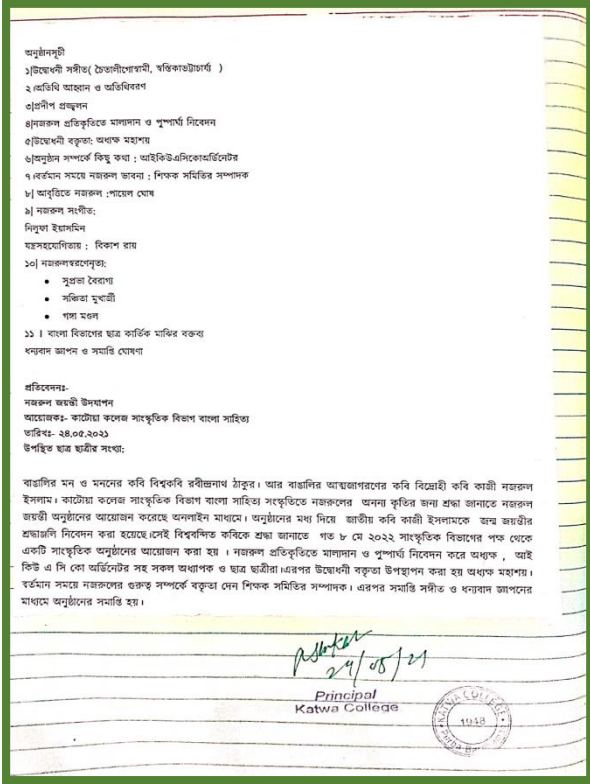 অনুষ্ঠানসূচী
১|উদ্বোধনী সঙ্গীত( চৈতালীগোস্বামী, স্বস্তিকাভট্টাচার্য্য )
২।অতিথি আহ্বান ও অতিথিবরণ
৩|প্রদীপ প্রজ্জ্বলন
৪|নজরুল প্রতিকৃতিতে মাল্যদান ও পুষ্পার্ঘ্য নিবেদন
৫|উদ্বোধনী বক্তৃতা: অধ্যক্ষ মহাশয়
৬|অনুষ্ঠান সম্পর্কে কিছু কথা : আইকিউএসিকোঅর্ডিনেটর
৭।বর্তমান সময়ে নজরুল ভাবনা : শিক্ষক সমিতির সম্পাদক
৮| আবৃত্তিতে নজরুল :পায়েল ঘোষ
৯| নজরুল সংগীত:
নিলুফা ইয়াসমিন
যন্ত্রসহযোগিতায় : বিকাশ রায়
১০| নজরুলস্মরণেনৃত্য:
• সুপ্রভা বৈরাগ্য
• সঞ্চিতা মুখার্জী
• গঙ্গা মণ্ডল
১১ । বাংলা বিভাগের ছাত্র কার্তিক মাঝির বক্তব্য
ধন্যবাদ জ্ঞাপন ও সমাপ্তি ঘোষণা
প্রতিবেদনঃ-
নজরুল জয়ন্তী উদযাপন
আয়োজকঃ- কাটোয়া কলেজ সাংস্কৃতিক বিভাগ বাংলা সাহিত্য
তারিখঃ- ২৪.০৫.২০২১
উপস্থিত ছাত্র ছাত্রীর সংখ্যা:
বাঙালির মন ও মননের কবি বিশ্বকবি রবীন্দ্রনাথ ঠাকুর। আর বাঙালির আত্মজাগরণের কবি বিদ্রোহী কবি কাজী নজরুল
ইসলাম। কাটোয়া কলেজ সাংস্কৃতিক বিভাগ বাংলা সাহিত্য সংস্কৃতিতে নজরুলের অনন্য কৃতির জন্য শ্রদ্ধা জানাতে নজরুল
জয়ন্তী অনুষ্ঠানের আয়োজন করেছে অনলাইন মাধ্যমে। অনুষ্ঠানের মধ্য দিয়ে জাতীয় কবি কাজী ইসলামকে জন্ম জয়ন্তীর
শ্রদ্ধাঞ্জলি নিবেদন করা হয়েছে।সেই বিশ্ববন্দিত কবিকে শ্রদ্ধা জানাতে গত ৮ মে ২০২২ সাংস্কৃতিক বিভাগের পক্ষ থেকে
একটি সাংস্কৃতিক অনুষ্ঠানের আয়োজন করা হয় । নজরুল প্রতিকৃতিতে মাল্যদান ও পুষ্পার্ঘ্য নিবেদন করে অধ্যক্ষ , আই
কিউ এ সি কো অর্ডিনেটর সহ সকল অধ্যাপক ও ছাত্র ছাত্রীরা।এরপর উদ্বোধনী বক্তৃতা উপস্থাপন করা হয় অধ্যক্ষ মহাশয়।
বর্তমান সময়ে নজরুলের গুরুত্ব সম্পর্কে বক্তৃতা দেন শিক্ষক সমিতির সম্পাদক। এরপর সমাপ্তি সঙ্গীত ও ধন্যবাদ জ্ঞাপনের
মাধ্যমে অনুষ্ঠানের সমাপ্তি হয়।
24/05/21
Principal
Katwa College
KATWA COLLEGE
1948